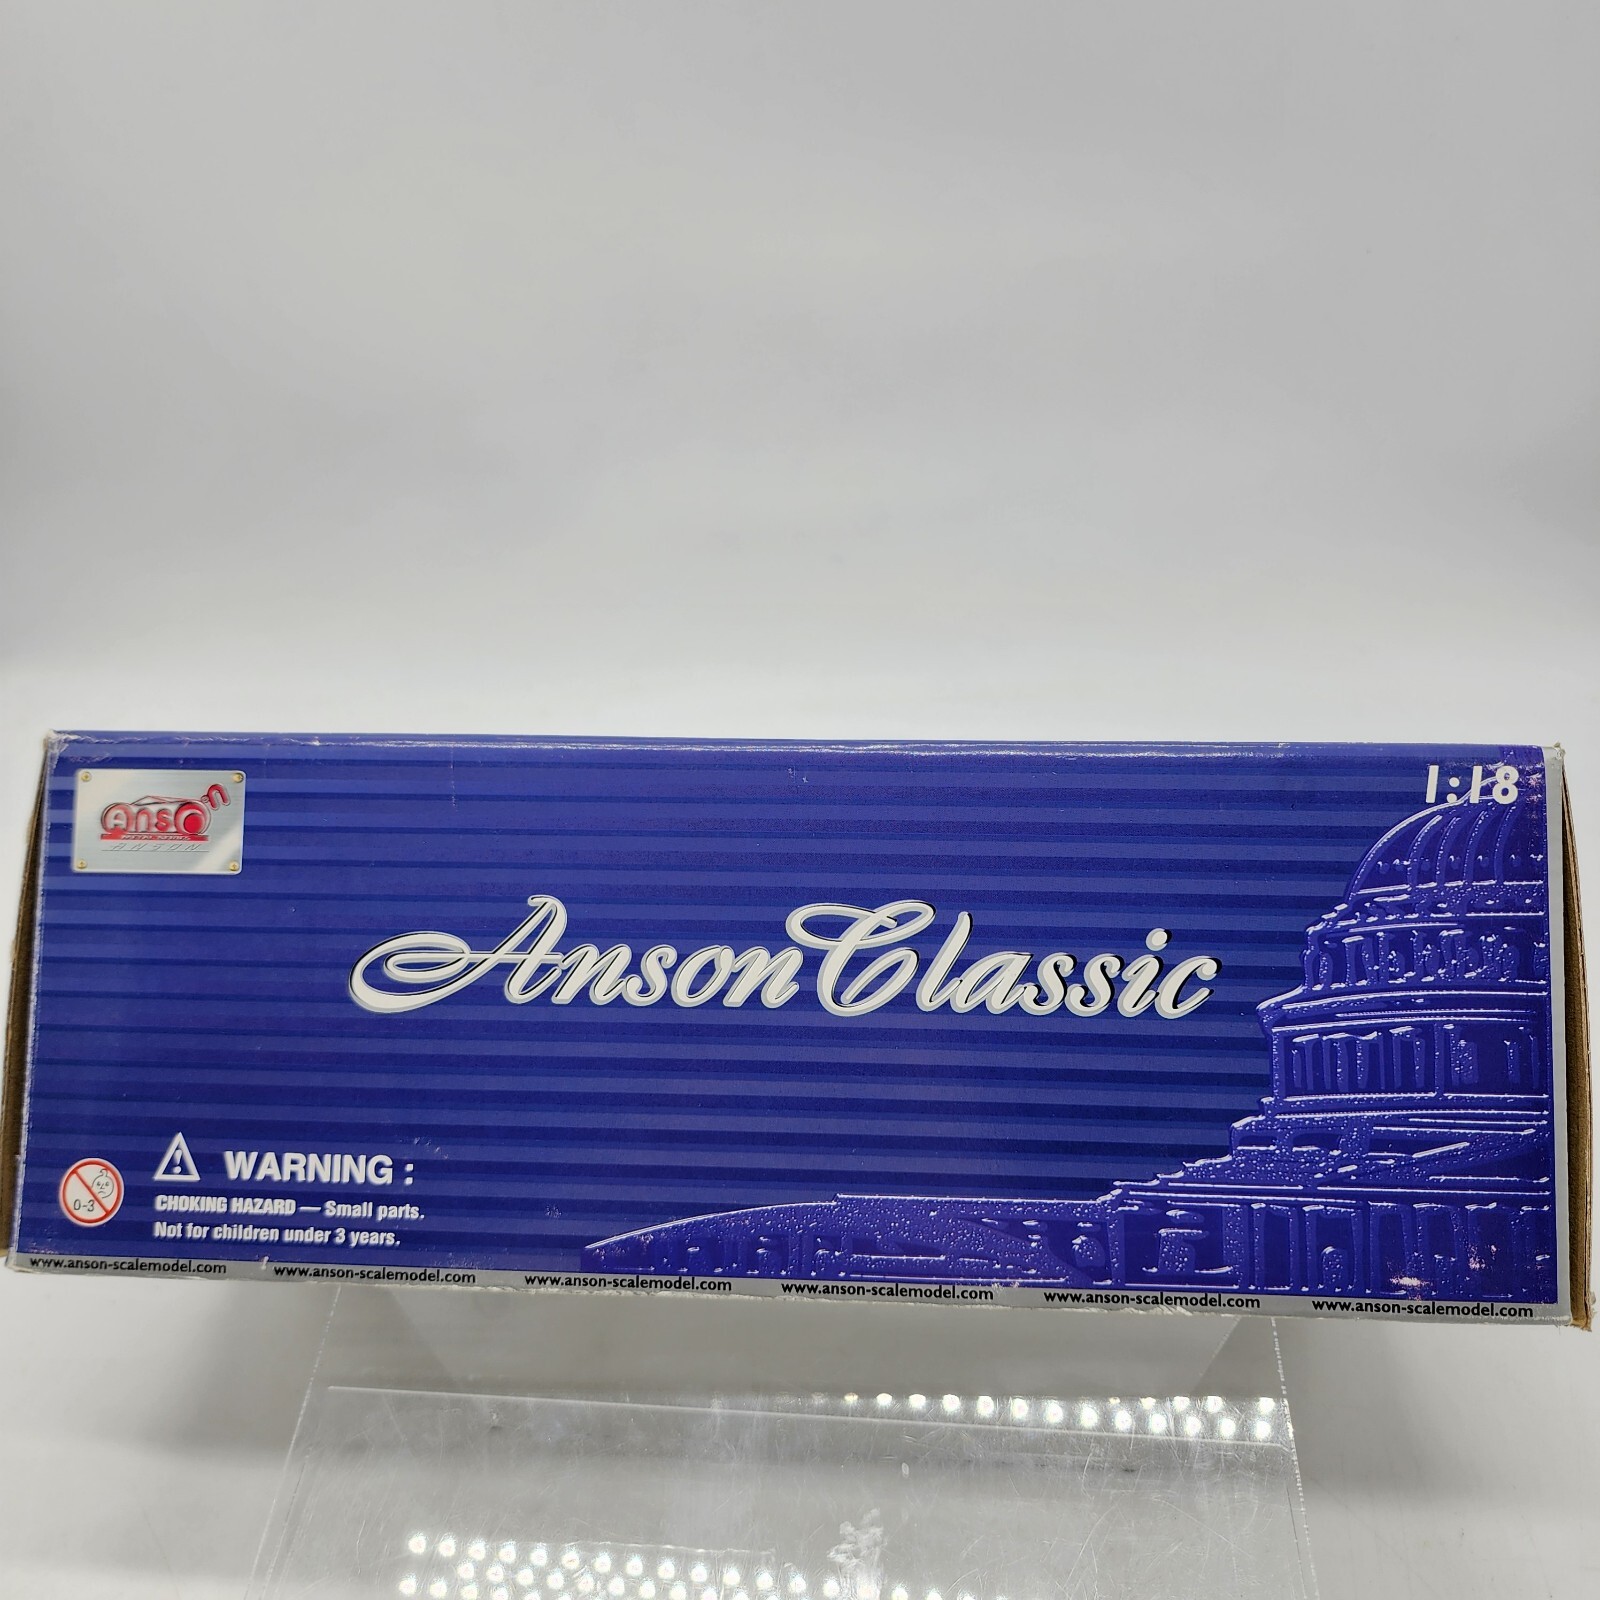 1:18
Anson
ANSON
Anson Classic
WARNING :
CHOKING HAZARD — Small parts.
Not for children under 3 years.
0-3
www.anson-scalemodel.com www.anson-scalemodel.com www.anson-scalemodel.com www.anson-scalemodel.com www.anson-scalemodel.com www.anson-scalemodel.com